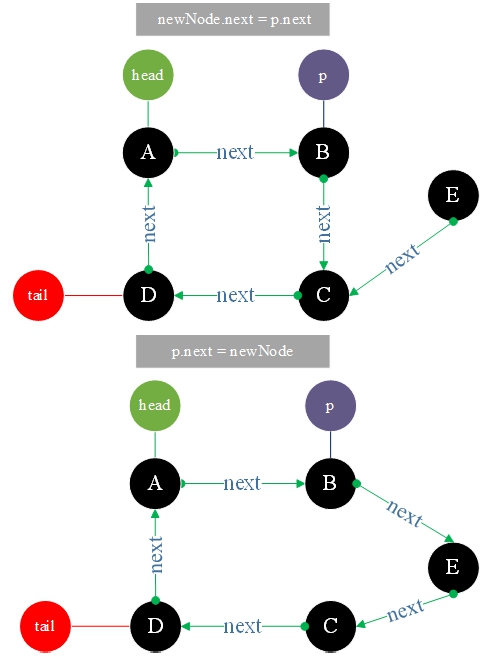 newNode.next = p.next
head
p
A
next
B
E
next
next
next
tail
D
next
C
p.next = newNode
head
p
A
next
B
next
next
E
next
tail
D
next
C